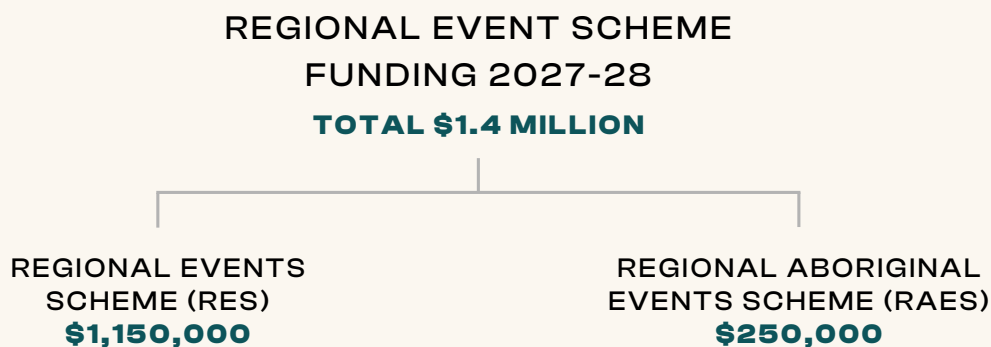 REGIONAL EVENT SCHEME
FUNDING 2027-28
TOTAL $1.4 MILLION
REGIONAL EVENTS
SCHEME (RES)
$1,150,000
REGIONAL ABORIGINAL
EVENTS SCHEME (RAES)
$250,000